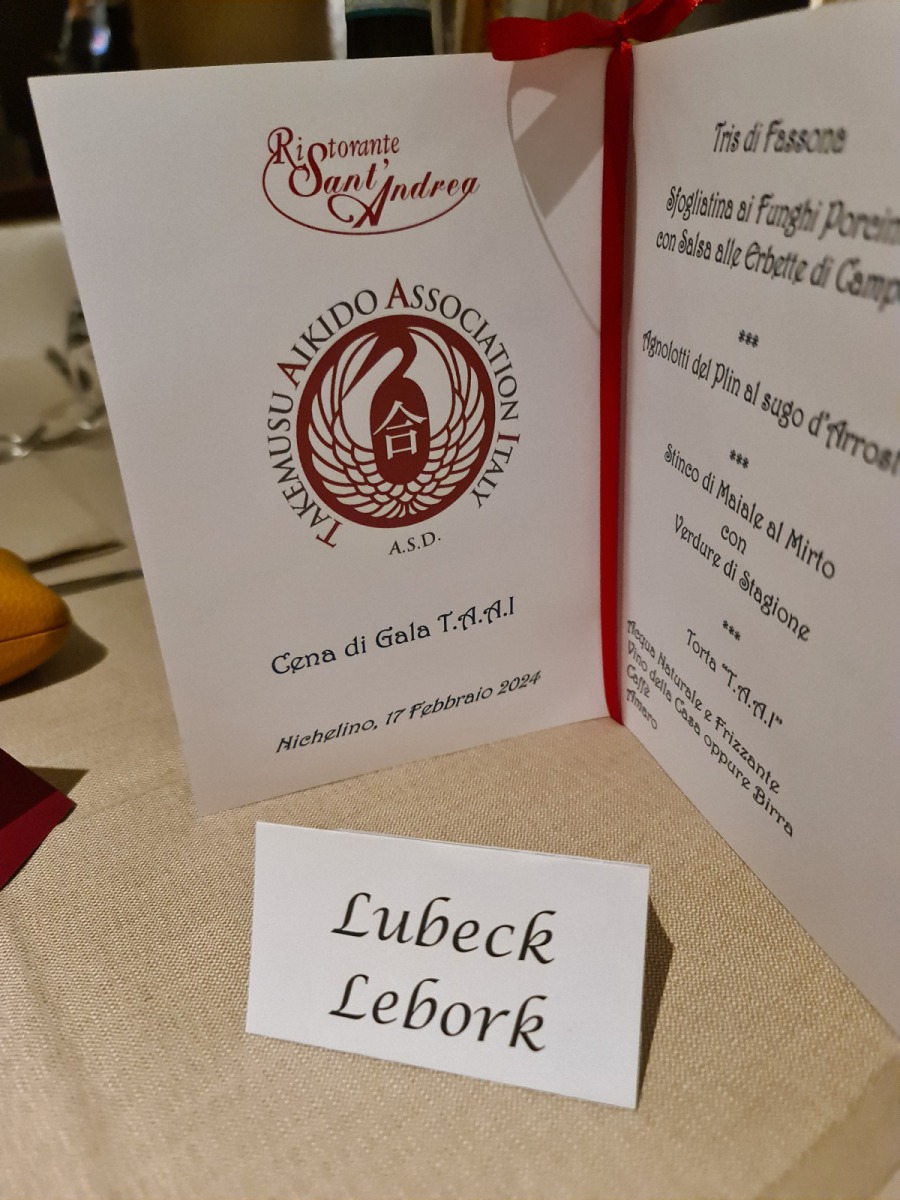 Ristorante
Sant'Andrea
TAKEMUSU AIKIDO ASSOCIATION ITALY
合
A.S.D.
Cena di Gala T.A.A.I
Nichelino, 17 Febbraio 2024
Tris di Fassona
Sfogliatina ai Funghi Porcin
con Salsa alle Erbette di Camp
***
Agnolotti del Plin al sugo d'Arrost
***
Stinco di Maiale al Mirto
con
Verdure di Stagione
***
Torta "T.A.A.I"
Acqua Naturale e Frizzante
Vino della Casa oppure Birra
Caffè
Amaro
Lubeck
Lebork